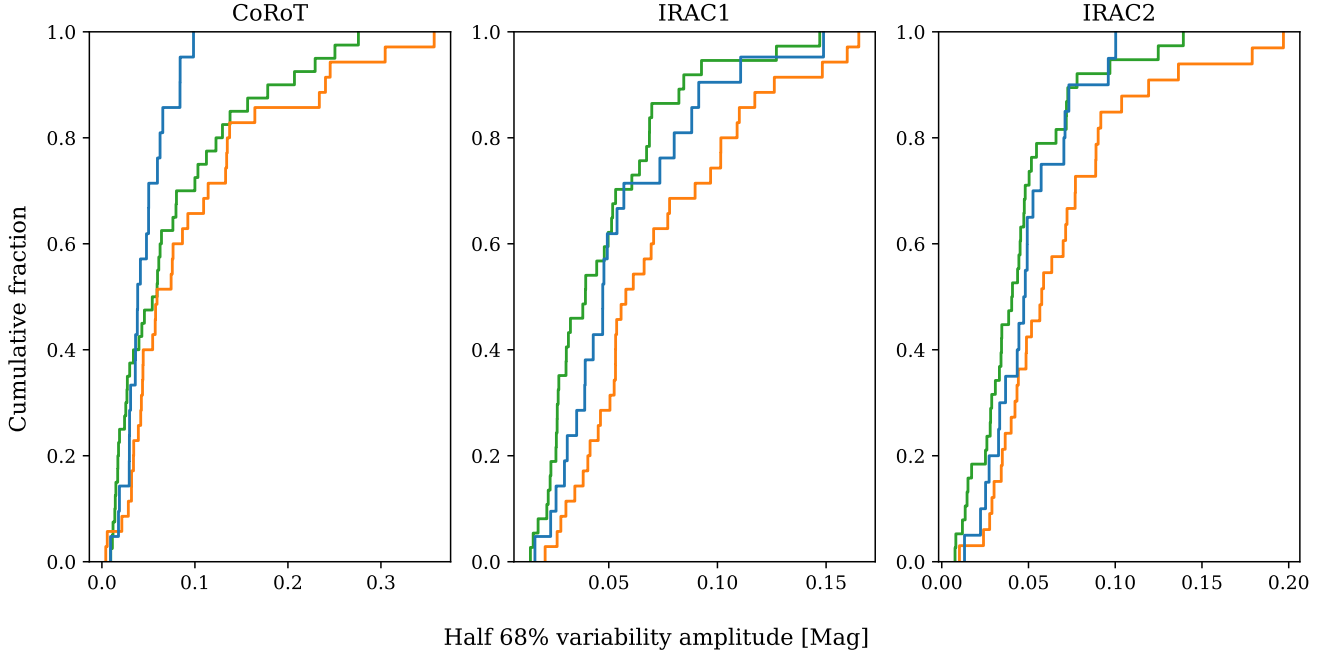 CoRoT
IRAC1
IRAC2
Cumulative fraction
1.0
0.8
0.6
0.4
0.2
0.0
0.0 0.1 0.2 0.3
1.0
0.8
0.6
0.4
0.2
0.0
0.05 0.10 0.15
1.0
0.8
0.6
0.4
0.2
0.0
0.00 0.05 0.10 0.15 0.20
Half 68% variability amplitude [Mag]